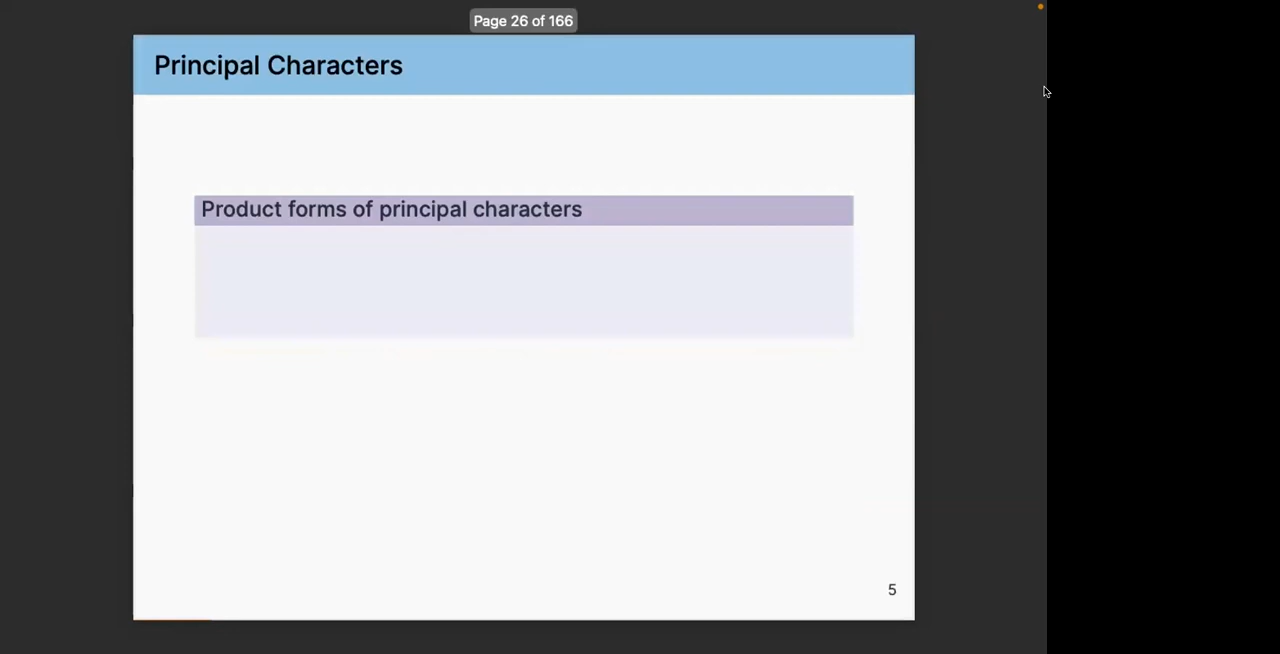 Page 26 of 166
Principal Characters
Product forms of principal characters
5